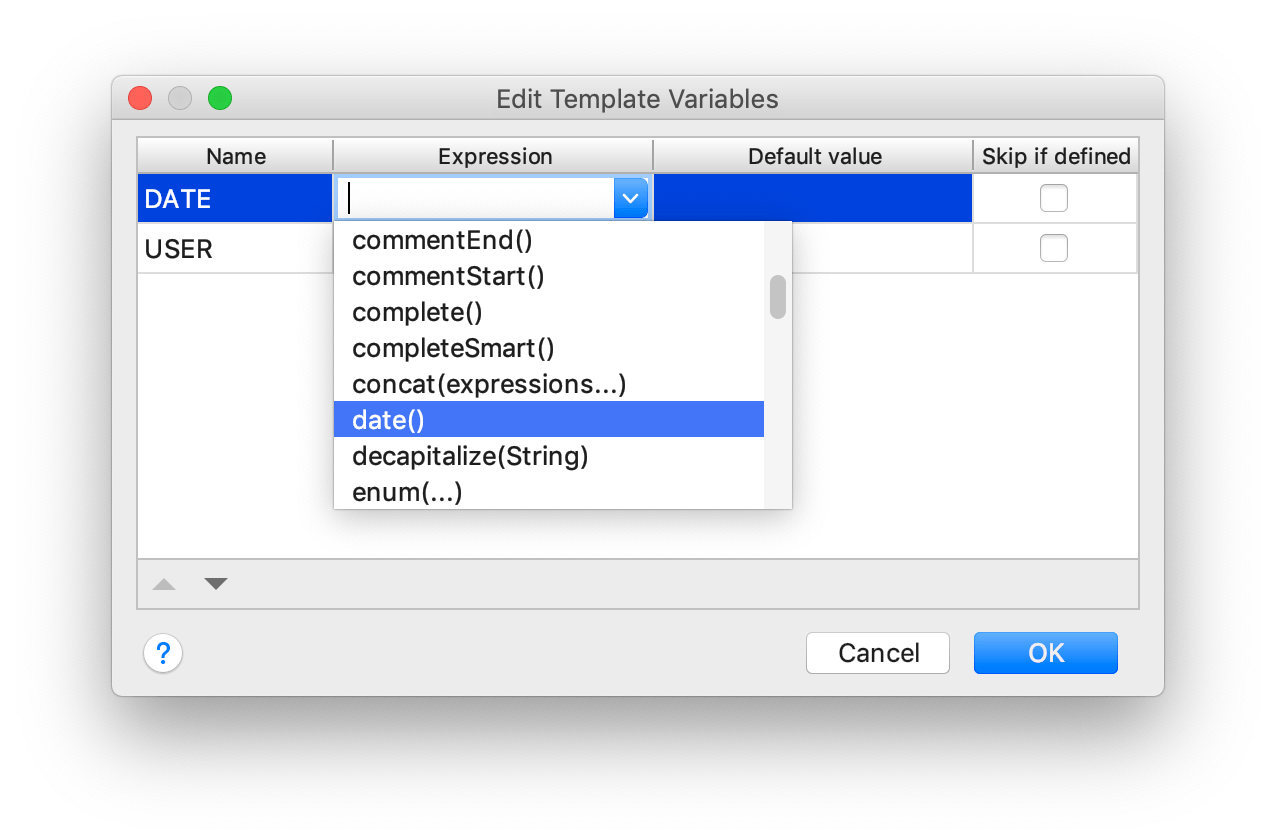 Edit Template Variables
Name Expression Default value Skip if defined
DATE
USER
commentEnd()
commentStart()
complete()
completeSmart()
concat(expressions...)
date()
decapitalize(String)
enum(...)
? Cancel OK